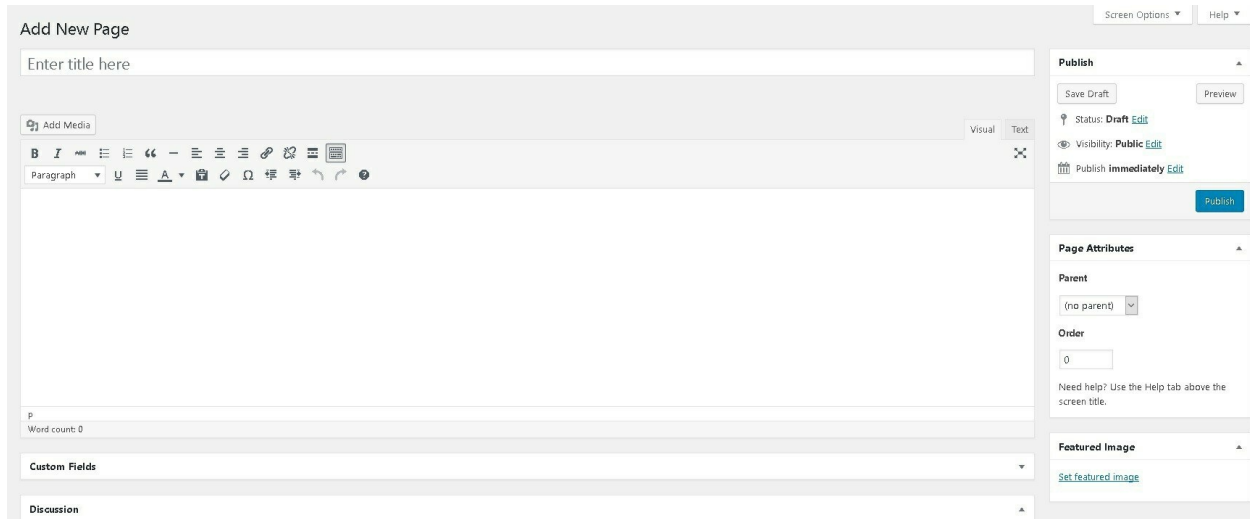 Screen Options Help
Add New Page
Enter title here
Add Media
Visual Text
B I ABC
Paragraph U A Ω
P
Word count: 0
Custom Fields
Discussion
Publish
Save Draft Preview
Status: Draft Edit
Visibility: Public Edit
Publish immediately Edit
Publish
Page Attributes
Parent
(no parent)
Order
0
Need help? Use the Help tab above the
screen title.
Featured Image
Set featured image